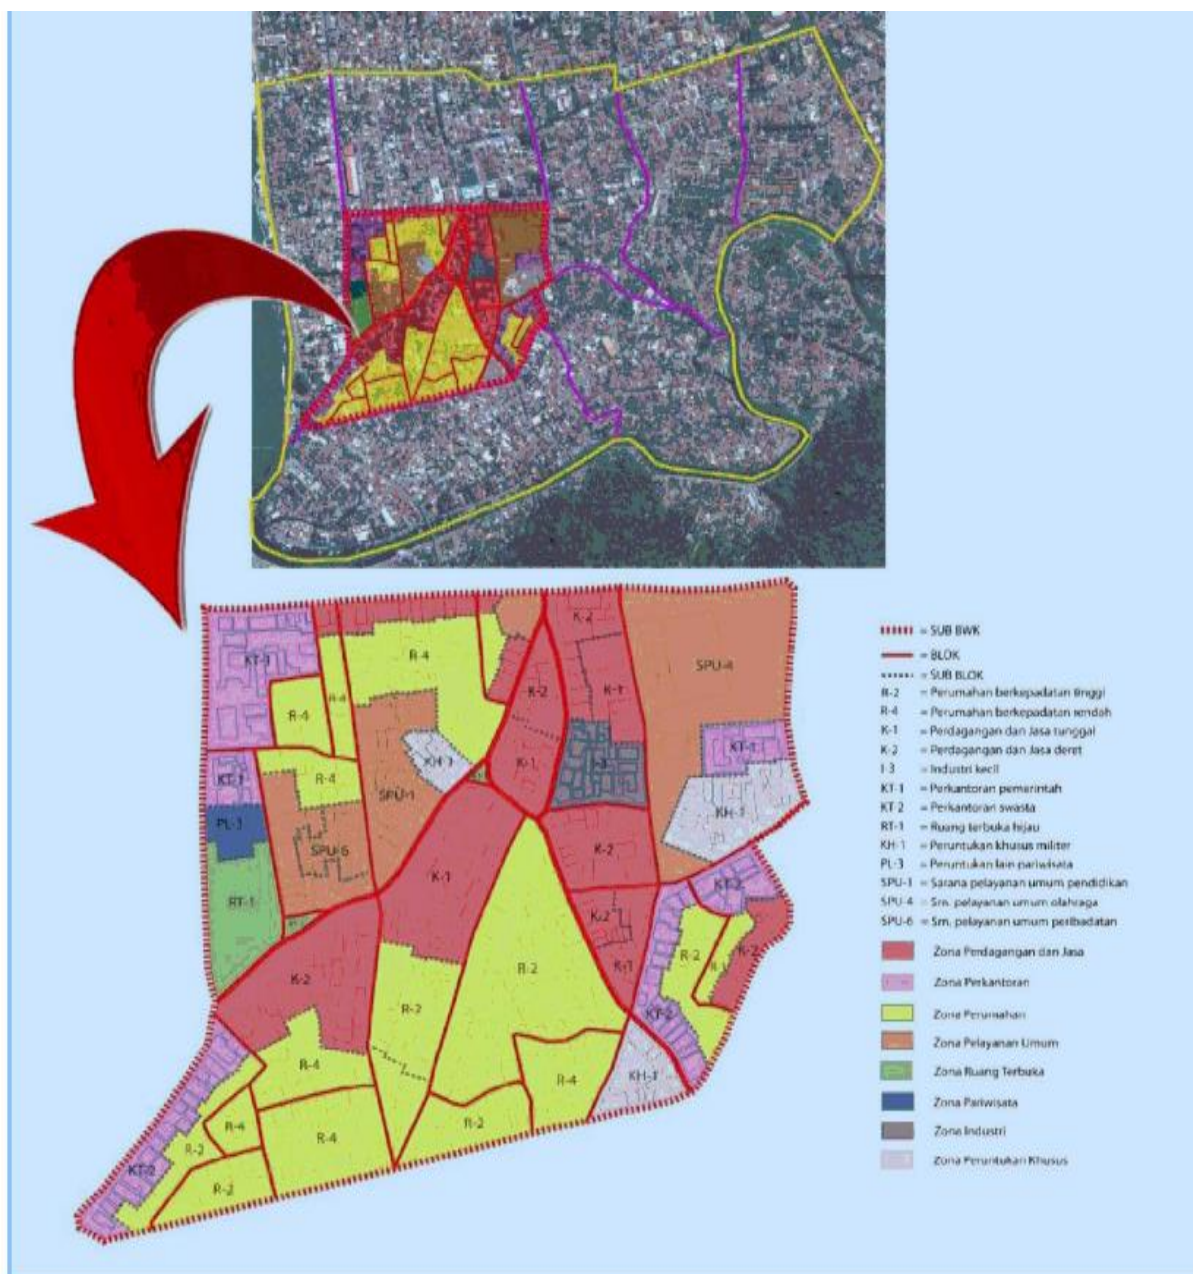 K-2
KT-1
R-4
SPU-4
R-4
K-2
K-1
R-4
KT-1
KH-1
K-1
I-3
KT-1
R-4
SPU-1
PL-3
SPU-6
KH-1
K-2
K-1
RT-1
KT-2
K-2
K-2
R-2
K-2
R-2
K-1
R-2
KT-2
R-4
R-4
KH-1
R-4
R-2
R-4
R-2
KT-2
R-2
= SUB BWK
= BLOK
= SUB BLOK
R-2 = Perumahan berkepadatan tinggi
R-4 = Perumahan berkepadatan rendah
K-1 = Perdagangan dan Jasa tunggal
K-2 = Perdagangan dan Jasa deret
I-3 = Industri kecil
KT-1 = Perkantoran pemerintah
KT-2 = Perkantoran swasta
RT-1 = Ruang terbuka hijau
KH-1 = Peruntukan khusus militer
PL-3 = Peruntukan lain pariwisata
SPU-1 = Sarana pelayanan umum pendidikan
SPU-4 = Srn. pelayanan umum olahraga
SPU-6 = Srn. pelayanan umum peribadatan
Zona Perdagangan dan Jasa
Zona Perkantoran
Zona Perumahan
Zona Pelayanan Umum
Zona Ruang Terbuka
Zona Pariwisata
Zona Industri
Zona Peruntukan Khusus